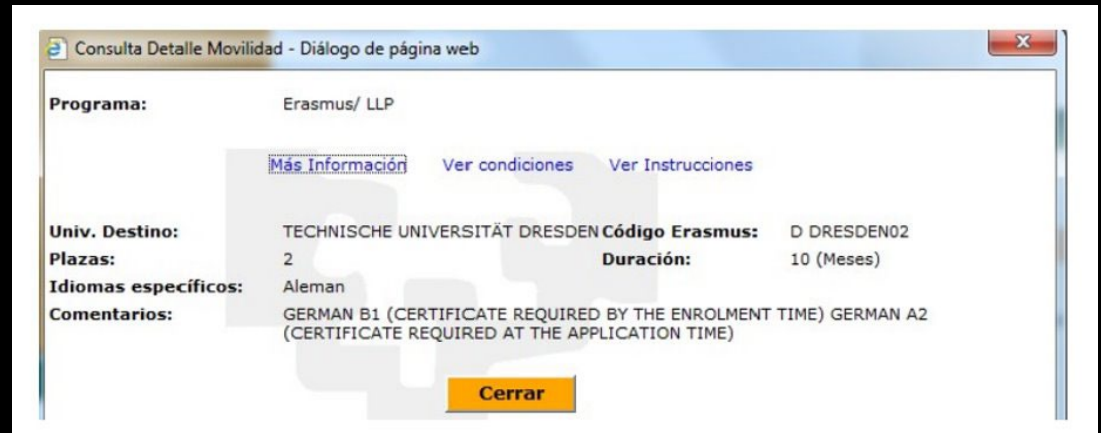 Consulta Detalle Movilidad - Diálogo de página web
Programa: Erasmus/ LLP
Más Información Ver condiciones Ver Instrucciones
Univ. Destino: TECHNISCHE UNIVERSITÄT DRESDEN Código Erasmus: D DRESDEN02
Plazas: 2 Duración: 10 (Meses)
Idiomas específicos: Aleman
Comentarios: GERMAN B1 (CERTIFICATE REQUIRED BY THE ENROLMENT TIME) GERMAN A2
(CERTIFICATE REQUIRED AT THE APPLICATION TIME)
Cerrar